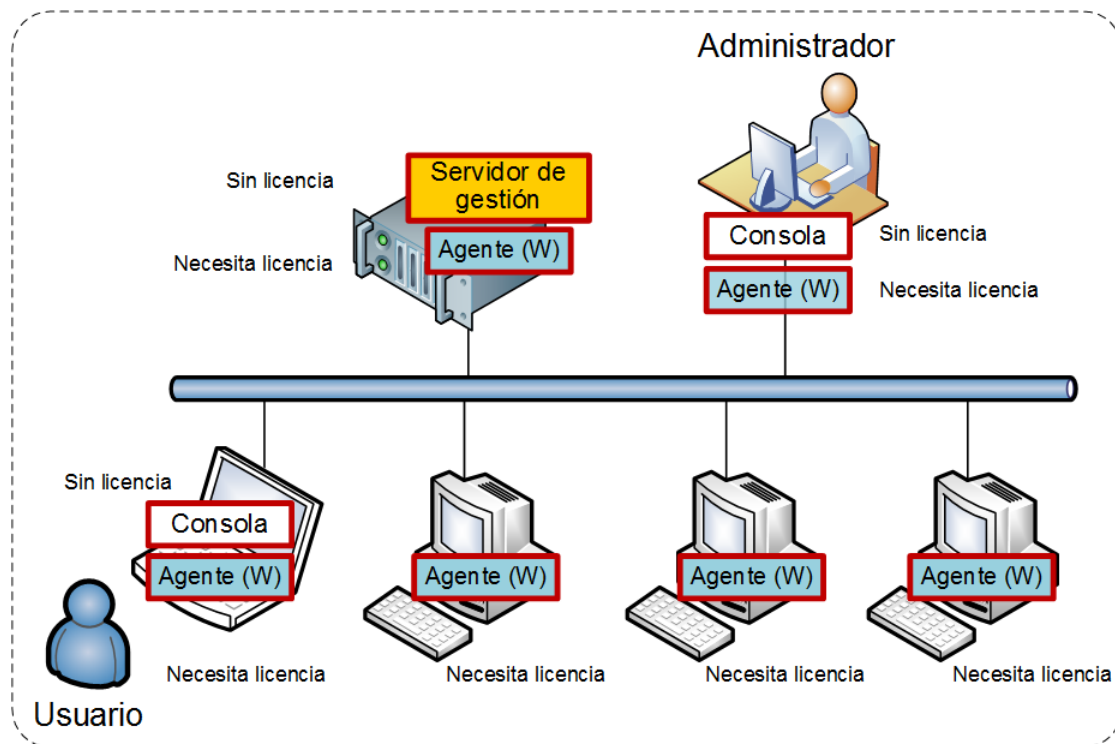 Administrador
Sin licencia
Servidor de
gestión
Necesita licencia
Agente (W)
Consola
Sin licencia
Agente (W)
Necesita licencia
Sin licencia
Consola
Agente (W)
Agente (W)
Agente (W)
Agente (W)
Necesita licencia
Necesita licencia
Necesita licencia
Necesita licencia
Usuario